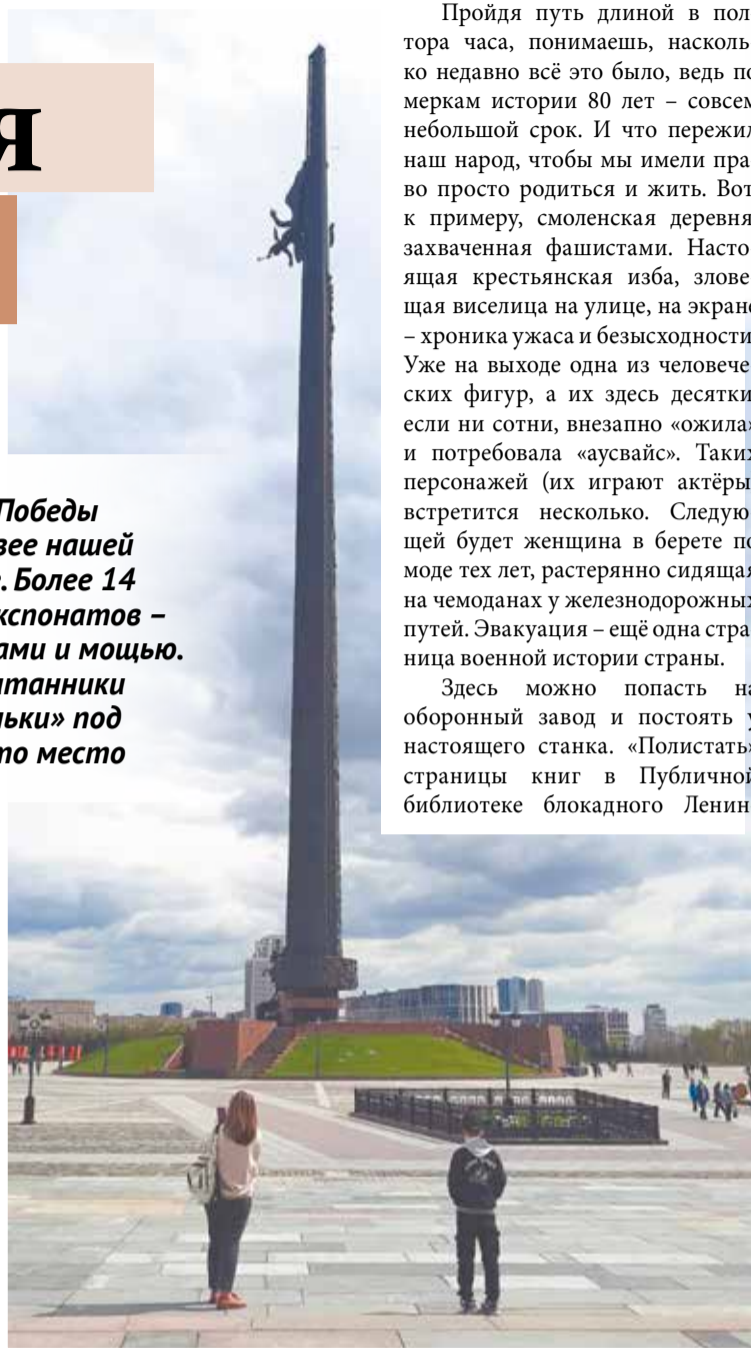 я
Победы
вее нашей
. Более 14
кспонатов –
ами и мощью.
итанники
ьки» под
то место
Пройдя путь длиной в пол
тора часа, понимаешь, насколь
ко недавно всё это было, ведь по
меркам истории 80 лет – совсем
небольшой срок. И что пережил
наш народ, чтобы мы имели пра
во просто родиться и жить. Вот
к примеру, смоленская деревня
захваченная фашистами. Насто
ящая крестьянская изба, злове
щая виселица на улице, на экране
– хроника ужаса и безысходности
Уже на выходе одна из человече
ских фигур, а их здесь десятки
если ни сотни, внезапно «ожила»
и потребовала «аусвайс». Таких
персонажей (их играют актёры
встретится несколько. Следую
щей будет женщина в берете по
моде тех лет, растерянно сидящая
на чемоданах у железнодорожных
путей. Эвакуация – ещё одна стра
ница военной истории страны.
Здесь можно попасть на
оборонный завод и постоять у
настоящего станка. «Полистать»
страницы книг в Публичной
библиотеке блокадного Ленин